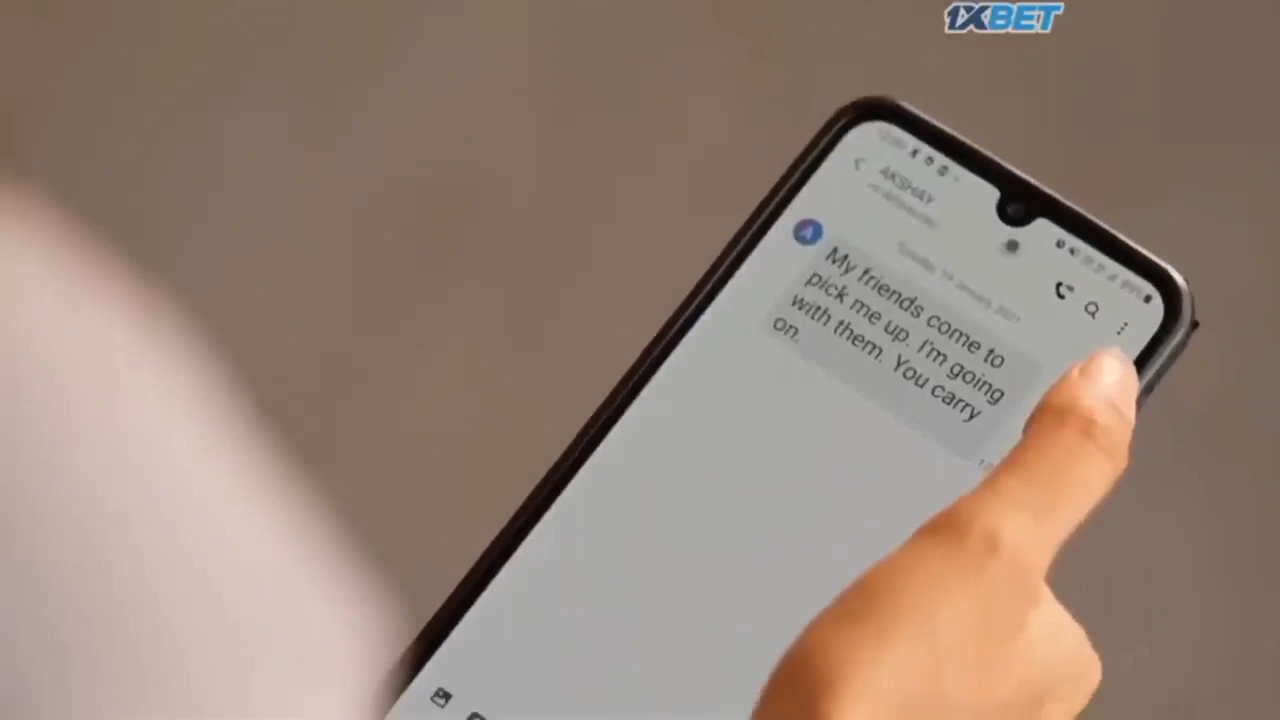 1XBET
AKSHAY
A
My friends come to
pick me up. I'm going
with them. You carry
on.